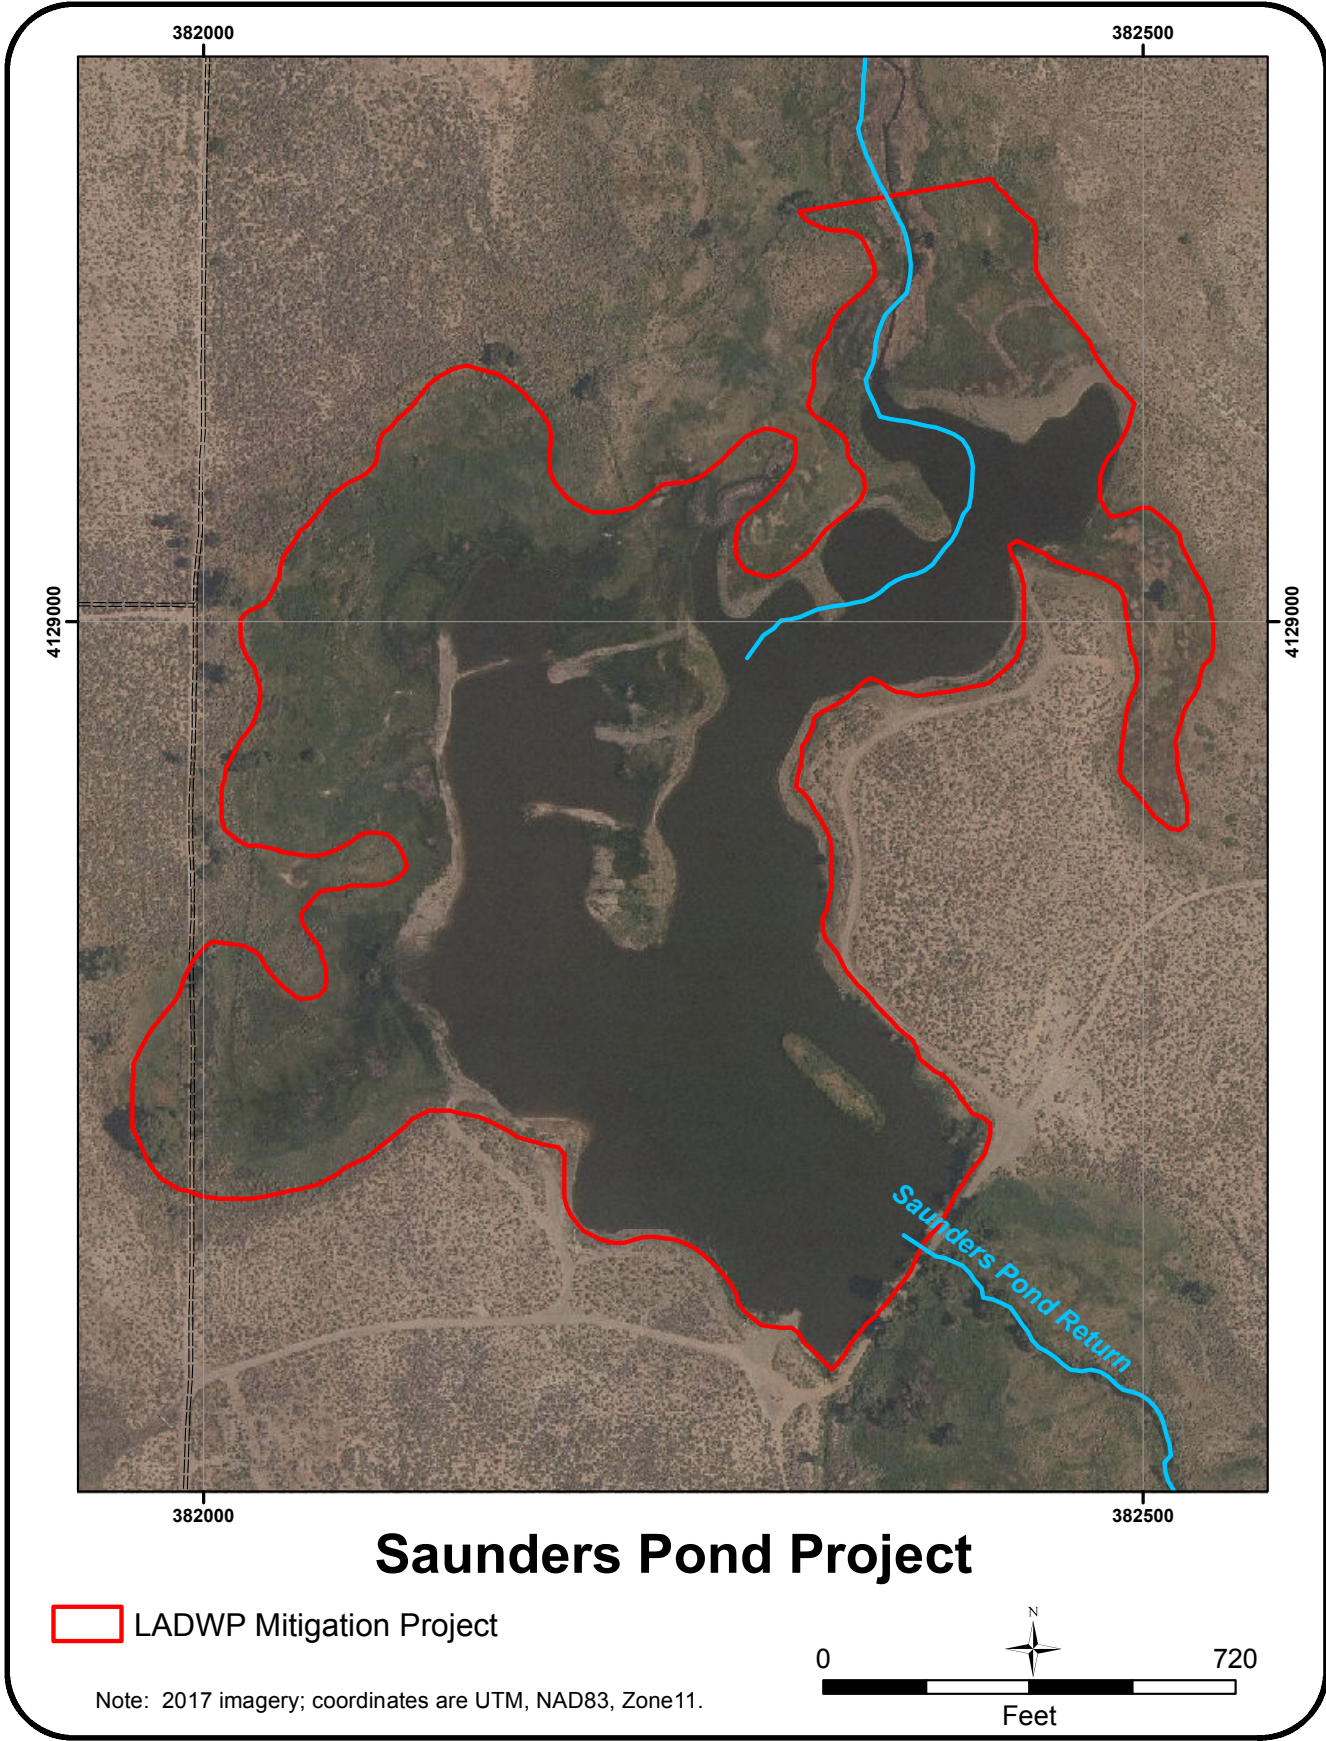 382000
382500
4129000
4129000
Saunders Pond Return
382000
382500
Saunders Pond Project
LADWP Mitigation Project
N
0
720
Feet
Note: 2017 imagery; coordinates are UTM, NAD83, Zone11.